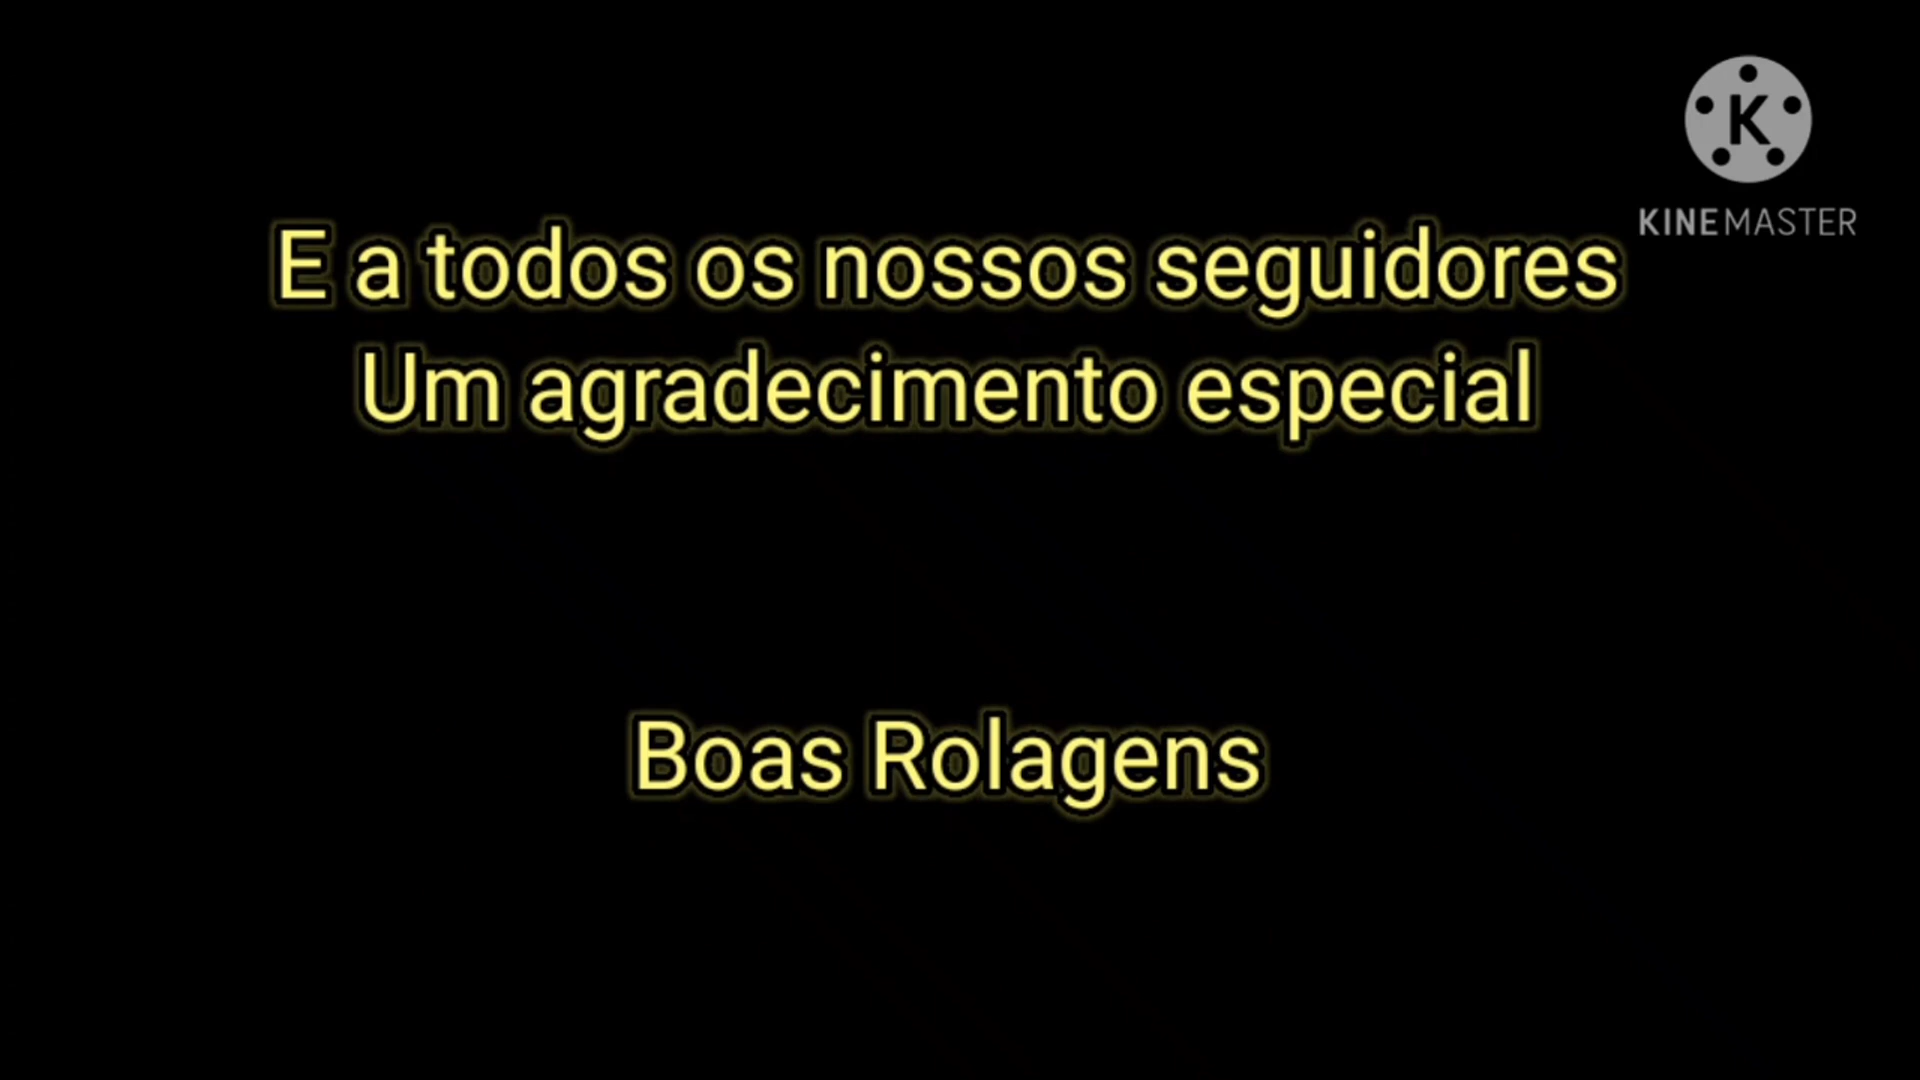 K
KINEMASTER
E a todos os nossos seguidores
Um agradecimento especial
Boas Rolagens